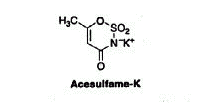 H₃C O SO₂
N⁻K⁺
O
Acesulfame-K